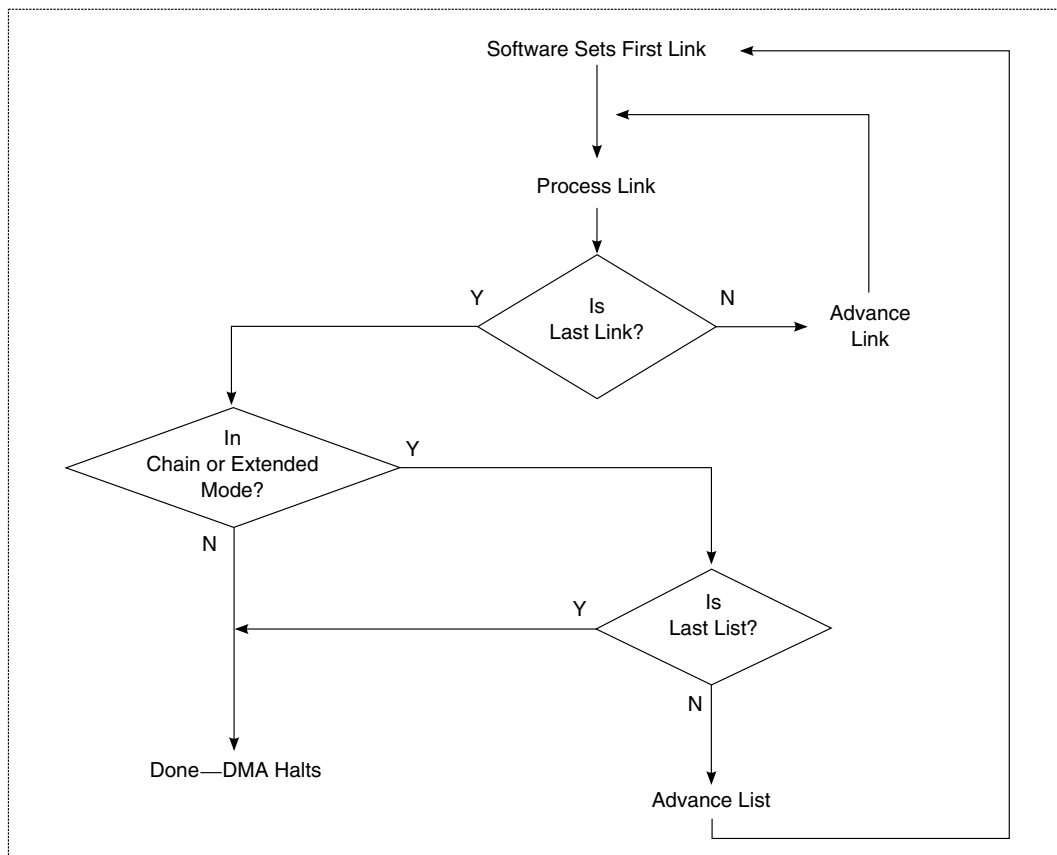 Software Sets First Link
Process Link
Y
Is
Last Link?
N
Advance
Link
In
Chain or Extended
Mode?
Y
N
Is
Last List?
Y
N
Done—DMA Halts
Advance List